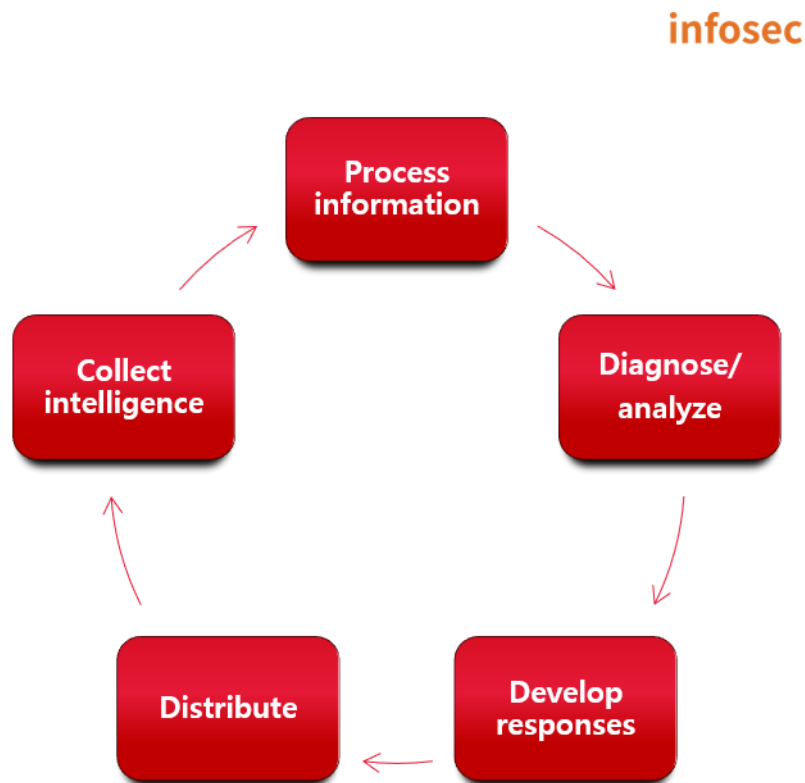 infosec
Process
information
Diagnose/
analyze
Develop
responses
Distribute
Collect
intelligence